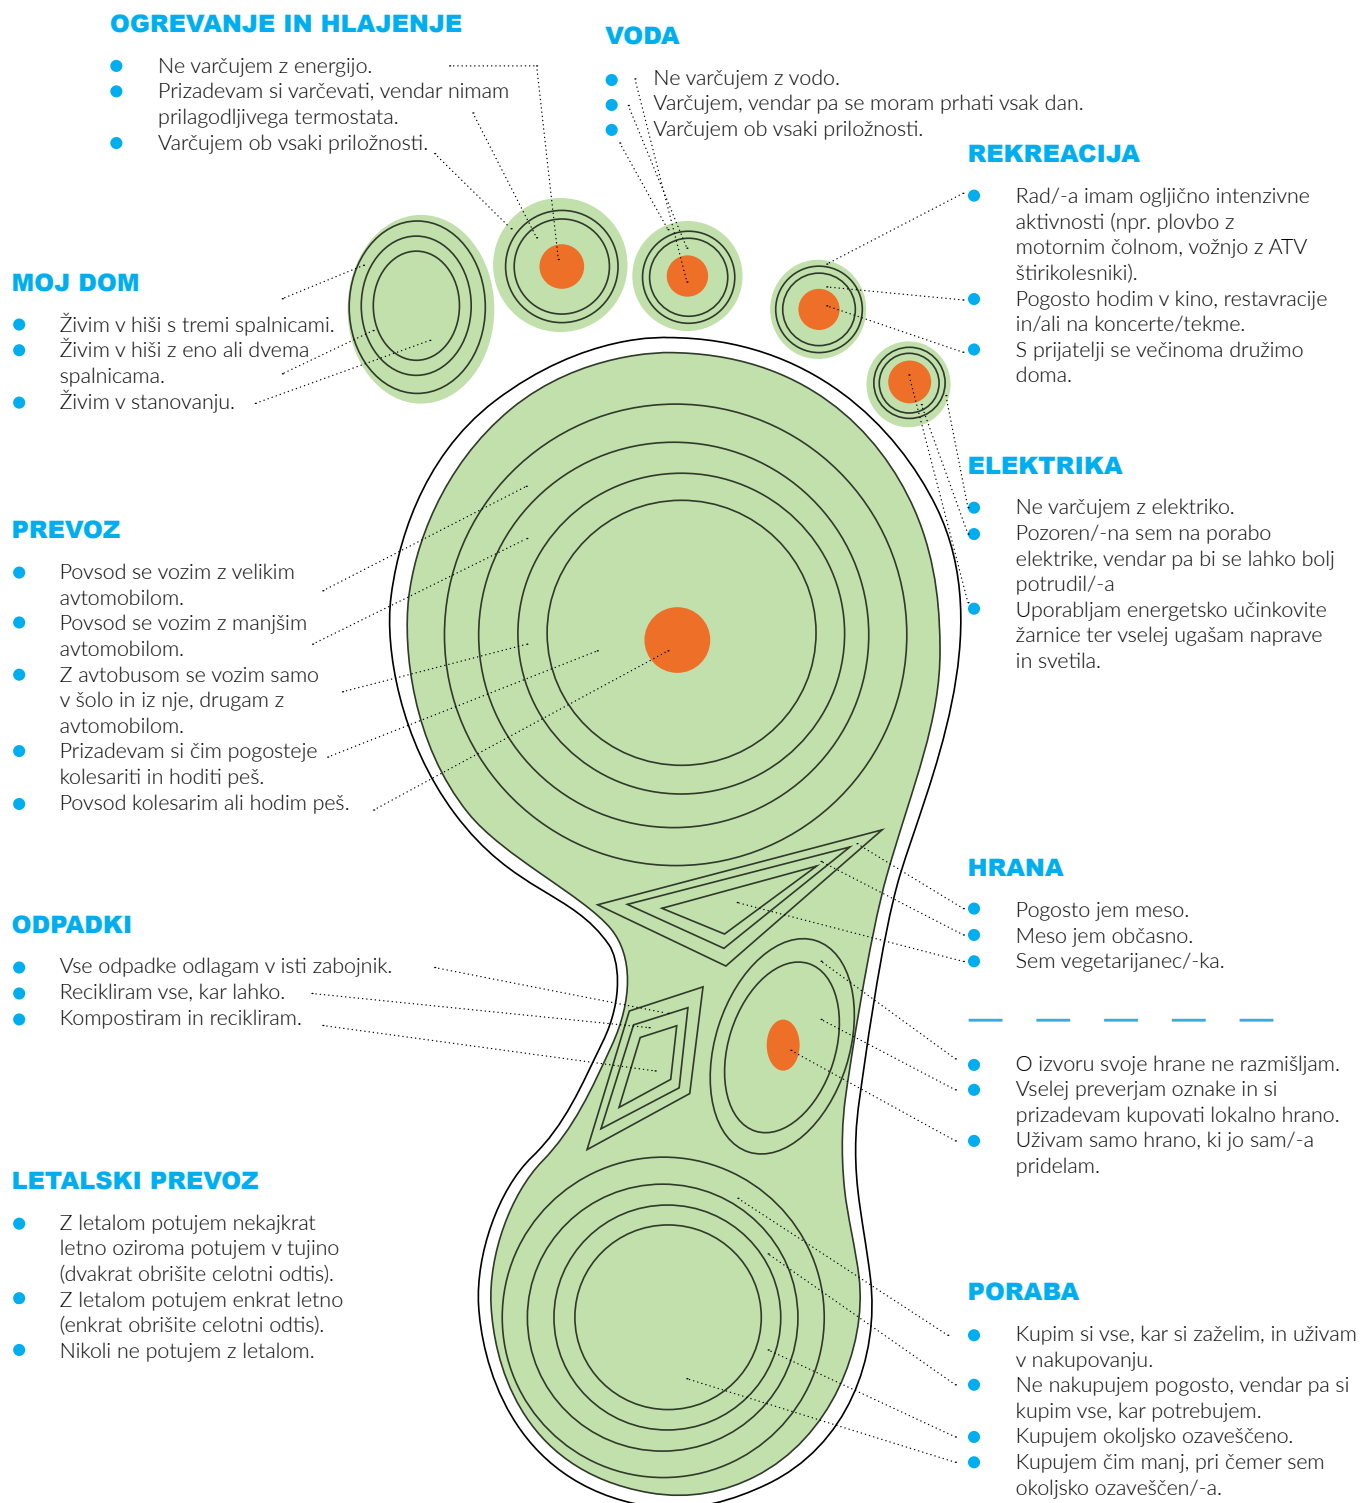 OGREVANJE IN HLAJENJE
Ne varčujem z energijo.
Prizadevam si varčevati, vendar nimam
prilagodljivega termostata.
Varčujem ob vsaki priložnosti.
VODA
Ne varčujem z vodo.
Varčujem, vendar pa se moram prhati vsak dan.
Varčujem ob vsaki priložnosti.
REKREACIJA
Rad/-a imam ogljično intenzivne
aktivnosti (npr. plovbo z
motornim čolnom, vožnjo z ATV
štirikolesniki).
Pogosto hodim v kino, restavracije
in/ali na koncerte/tekme.
S prijatelji se večinoma družimo
doma.
MOJ DOM
Živim v hiši s tremi spalnicami.
Živim v hiši z eno ali dvema
spalnicama.
Živim v stanovanju.
ELEKTRIKA
Ne varčujem z elektriko.
Pozoren/-na sem na porabo
elektrike, vendar pa bi se lahko bolj
potrudil/-a
Uporabljam energetsko učinkovite
žarnice ter vselej ugašam naprave
in svetila.
PREVOZ
Povsod se vozim z velikim
avtomobilom.
Povsod se vozim z manjšim
avtomobilom.
Z avtobusom se vozim samo
v šolo in iz nje, drugam z
avtomobilom.
Prizadevam si čim pogosteje
kolesariti in hoditi peš.
Povsod kolesarim ali hodim peš.
HRANA
Pogosto jem meso.
Meso jem občasno.
Sem vegetarijanec/-ka.
O izvoru svoje hrane ne razmišljam.
Vselej preverjam oznake in si
prizadevam kupovati lokalno hrano.
Uživam samo hrano, ki jo sam/-a
pridelam.
ODPADKI
Vse odpadke odlagam v isti zabojnik.
Recikliram vse, kar lahko.
Kompostiram in recikliram.
LETALSKI PREVOZ
Z letalom potujem nekajkrat
letno oziroma potujem v tujino
(dvakrat obrišite celotni odtis).
Z letalom potujem enkrat letno
(enkrat obrišite celotni odtis).
Nikoli ne potujem z letalom.
PORABA
Kupim si vse, kar si zaželim, in uživam
v nakupovanju.
Ne nakupujem pogosto, vendar pa si
kupim vse, kar potrebujem.
Kupujem okoljsko ozaveščeno.
Kupujem čim manj, pri čemer sem
okoljsko ozaveščen/-a.